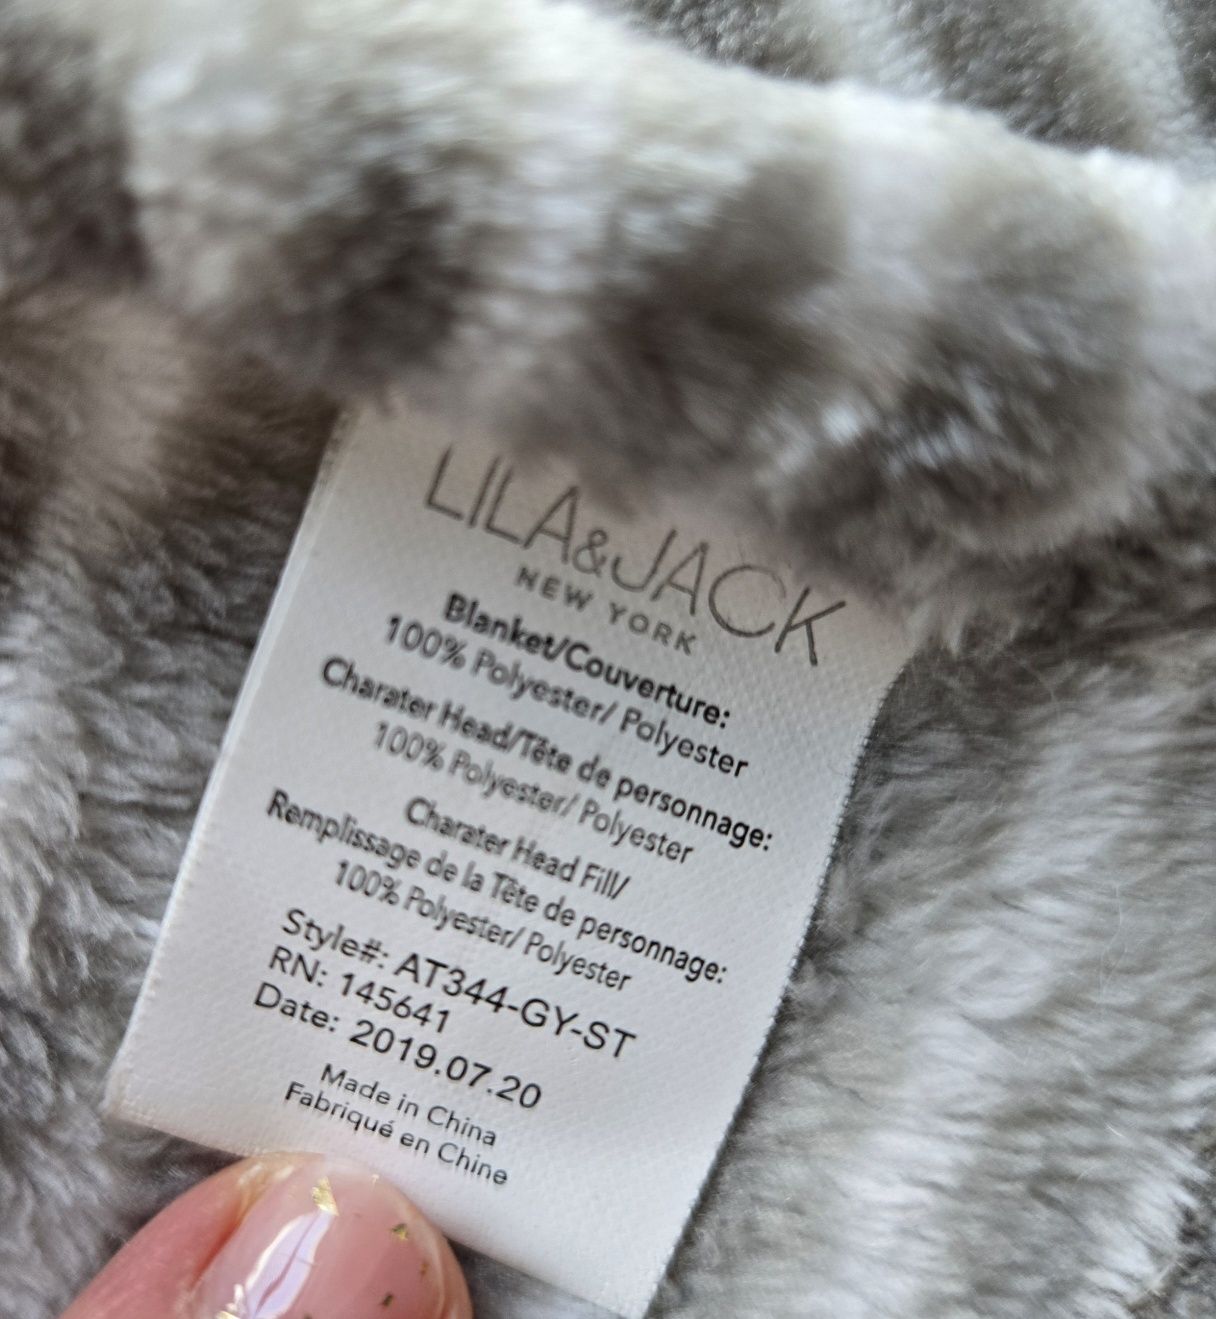 LILA&JACK
NEW YORK
Blanket/Couverture:
100% Polyester/ Polyester
Charater Head/Tête de personnage:
100% Polyester/ Polyester
Charater Head Fill/
Remplissage de la Tête de personnage:
100% Polyester/ Polyester
Style#: AT344-GY-ST
RN: 145641
Date: 2019.07.20
Made in China
Fabriqué en Chine